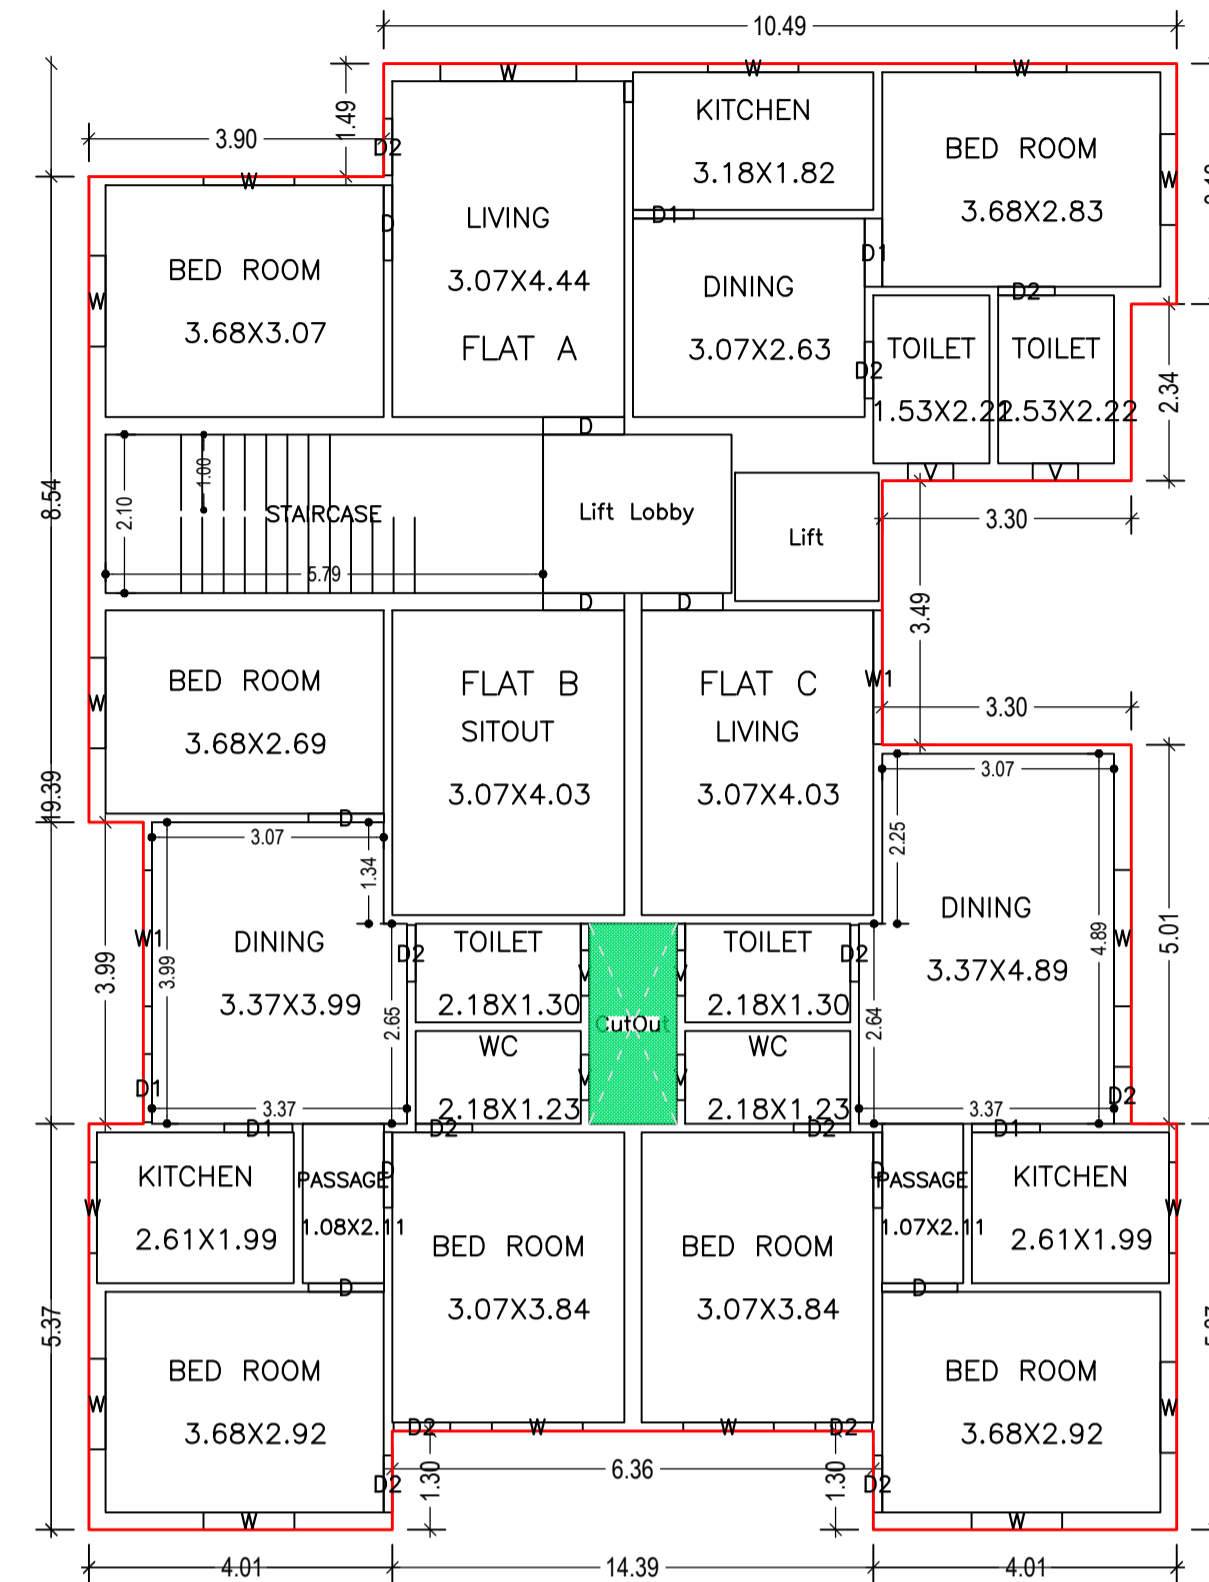 10.49
W
W
W
3.90
1.49
D2
KITCHEN
3.18X1.82
BED ROOM
3.68X2.83
W
W
D
D1
LIVING
3.07X4.44
FLAT A
BED ROOM
3.68X3.07
W
DINING
3.07X2.63
D1
D2
D2
TOILET
1.53X2.22
TOILET
1.53X2.22
2.34
V
V
D
8.54
2.10
1.00
STAIRCASE
5.79
Lift Lobby
Lift
3.30
3.49
D
D
BED ROOM
3.68X2.69
W
FLAT B
SITOUT
3.07X4.03
FLAT C
LIVING
3.07X4.03
W1
3.30
19.39
D
3.07
1.34
3.07
2.25
W1
3.99
3.99
DINING
3.37X3.99
2.65
D2
TOILET
2.18X1.30
V
V
TOILET
2.18X1.30
D2
DINING
3.37X4.89
4.89
W
5.01
CutOut
2.64
WC
2.18X1.23
V
V
WC
2.18X1.23
D1
3.37
3.37
D2
D1
D2
D2
D1
KITCHEN
2.61X1.99
W
PASSAGE
1.08X2.11
D
D
PASSAGE
1.07X2.11
KITCHEN
2.61X1.99
W
BED ROOM
3.07X3.84
BED ROOM
3.07X3.84
D
D
5.37
BED ROOM
3.68X2.92
W
BED ROOM
3.68X2.92
W
D2
W
W
D2
1.30
6.36
1.30
D2
D2
W
W
4.01
14.39
4.01